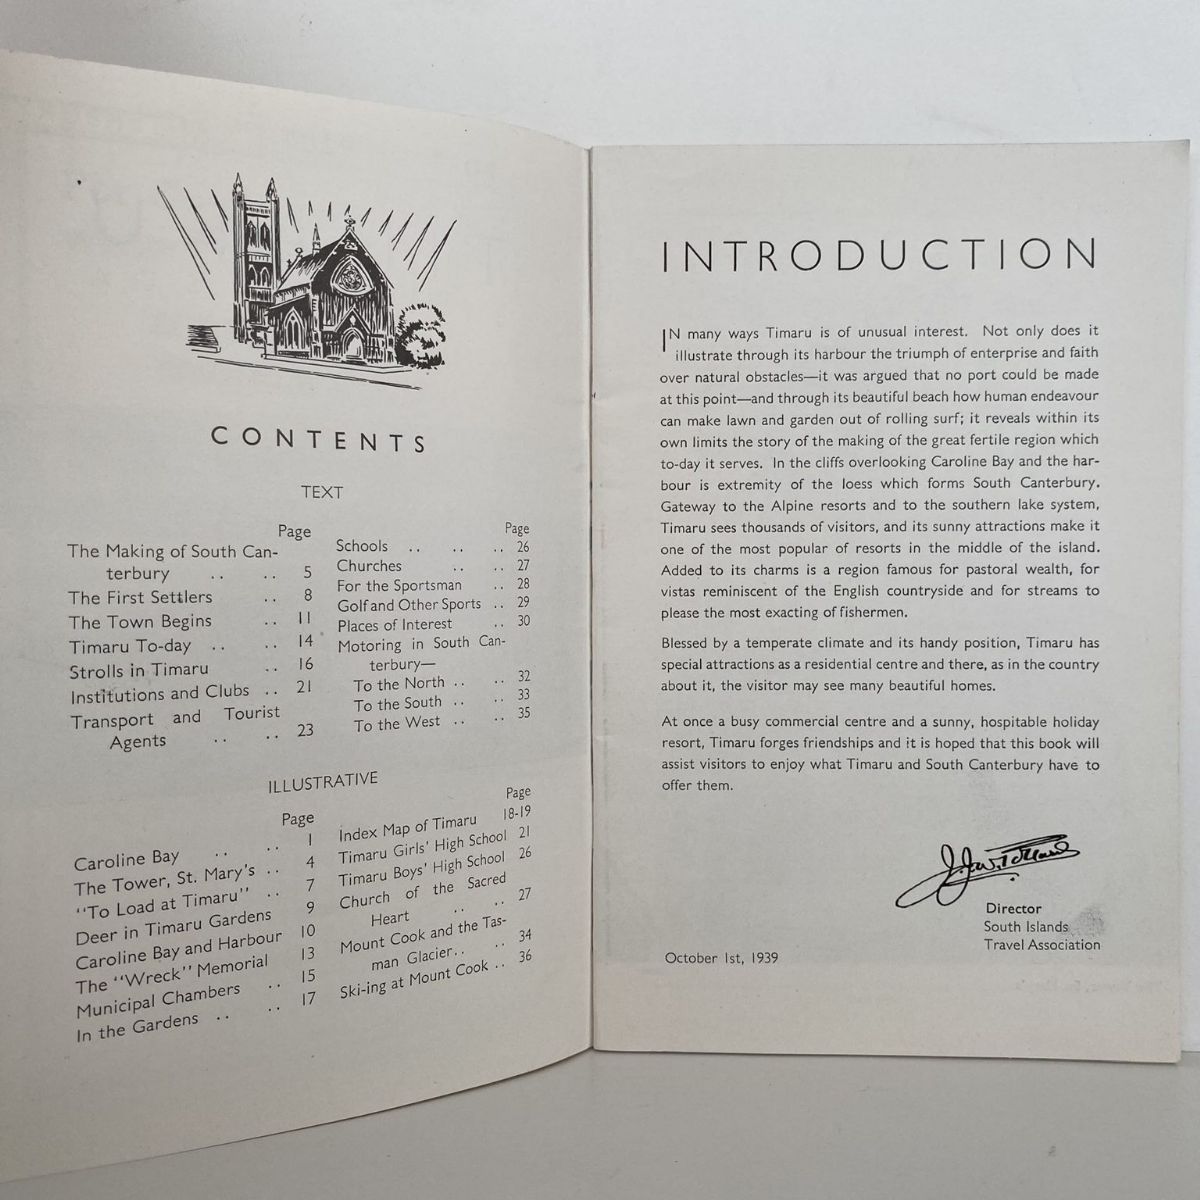 CONTENTS
TEXT
Page
The Making of South Can-
terbury .. .. 5
The First Settlers .. 8
The Town Begins .. 11
Timaru To-day .. .. 14
Strolls in Timaru .. 16
Institutions and Clubs .. 21
Transport and Tourist
Agents .. .. 23
Page
Schools .. .. .. 26
Churches .. .. 27
For the Sportsman .. 28
Golf and Other Sports .. 29
Places of Interest .. 30
Motoring in South Can-
terbury—
To the North .. .. 32
To the South .. .. 33
To the West .. .. 35
ILLUSTRATIVE
Page
Caroline Bay .. .. 1
The Tower, St. Mary's .. 4
"To Load at Timaru" .. 7
Deer in Timaru Gardens 9
Caroline Bay and Harbour 10
The "Wreck" Memorial 13
Municipal Chambers .. 15
In the Gardens .. .. 17
Page
Index Map of Timaru 18-19
Timaru Girls' High School 21
Timaru Boys' High School 26
Church of the Sacred
Heart .. .. 27
Mount Cook and the Tas-
man Glacier.. .. 34
Ski-ing at Mount Cook .. 36
INTRODUCTION
IN many ways Timaru is of unusual interest. Not only does it
illustrate through its harbour the triumph of enterprise and faith
over natural obstacles—it was argued that no port could be made
at this point—and through its beautiful beach how human endeavour
can make lawn and garden out of rolling surf; it reveals within its
own limits the story of the making of the great fertile region which
to-day it serves. In the cliffs overlooking Caroline Bay and the har-
bour is extremity of the loess which forms South Canterbury.
Gateway to the Alpine resorts and to the southern lake system,
Timaru sees thousands of visitors, and its sunny attractions make it
one of the most popular of resorts in the middle of the island.
Added to its charms is a region famous for pastoral wealth, for
vistas reminiscent of the English countryside and for streams to
please the most exacting of fishermen.
Blessed by a temperate climate and its handy position, Timaru has
special attractions as a residential centre and there, as in the country
about it, the visitor may see many beautiful homes.
At once a busy commercial centre and a sunny, hospitable holiday
resort, Timaru forges friendships and it is hoped that this book will
assist visitors to enjoy what Timaru and South Canterbury have to
offer them.
Director
South Islands
Travel Association
October 1st, 1939